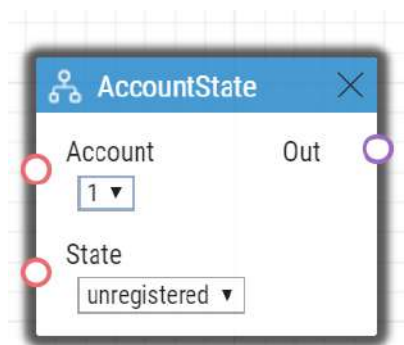 AccountState
Account Out
1
State
unregistered